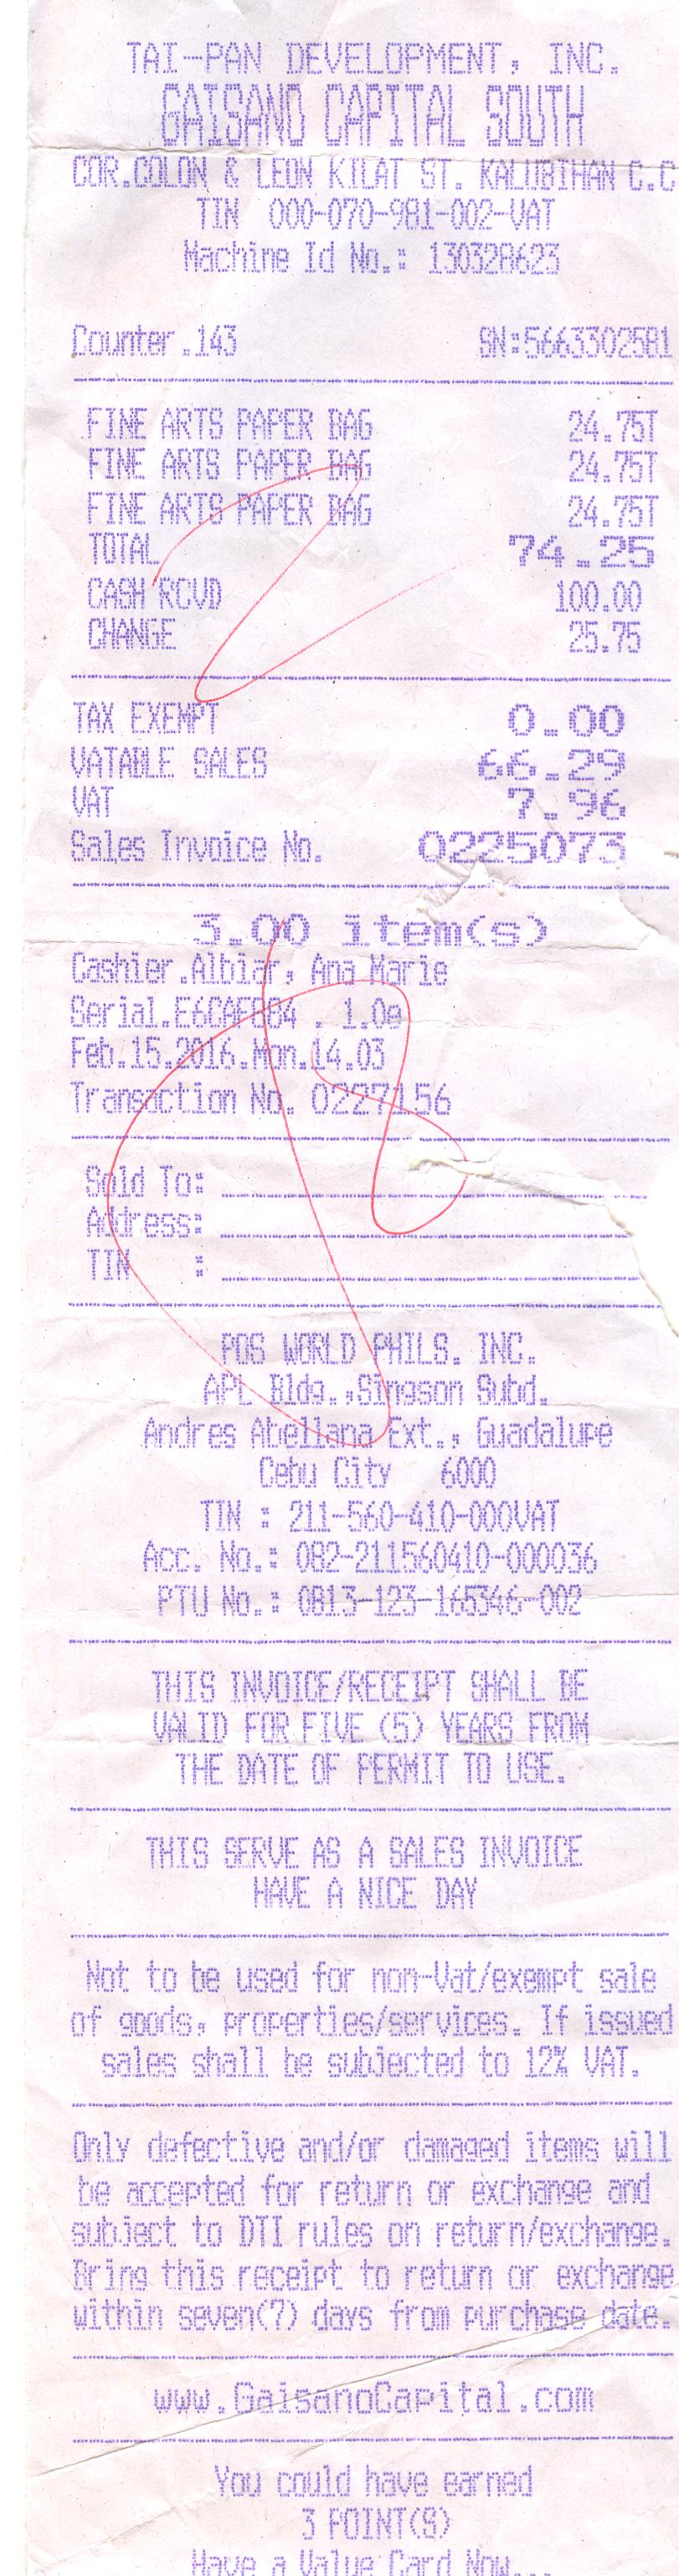 TAI-PAN DEVELOPMENT, INC.
GAISANO CAPITAL SOUTH
COR.COLON & LEON KILAT ST. KALUBIHAN C.C
TIN 000-070-981-002-VAT
Machine Id No.: 130328623
Counter.143 SN:5663302581
FINE ARTS PAPER BAG 24.75T
FINE ARTS PAPER BAG 24.75T
FINE ARTS PAPER BAG 24.75T
TOTAL 74.25
CASH RCVD 100.00
CHANGE 25.75
TAX EXEMPT 0.00
VATABLE SALES 66.29
VAT 7.96
Sales Invoice No. 0225073
3.00 item(s)
Cashier.Albiar, Ana Marie
Serial. 1.0e
Feb.15.2016.Mon.14.03
Transaction No. 0227156
Sold To:
Address:
TIN :
POS WORLD PHILS. INC.
APL Bldg.,Singson Subd.
Andres Abellana Ext., Guadalupe
Cebu City 6000
TIN : 211-560-410-000VAT
Acc. No.: 082-211560410-000036
PTU No.: 0813-123-165346-002
THIS INVOICE/RECEIPT SHALL BE
VALID FOR FIVE (5) YEARS FROM
THE DATE OF PERMIT TO USE.
THIS SERVE AS A SALES INVOICE
HAVE A NICE DAY
Not to be used for non-Vat/exempt sale
of goods, properties/services. If issued
sales shall be subjected to 12% VAT.
Only defective and/or damaged items will
be accepted for return or exchange and
subject to DTI rules on return/exchange.
Bring this receipt to return or exchange
within seven(7) days from purchase date.
www.GaisanoCapital.com
You could have earned
3 POINT(S)
Have a Value Card Now...